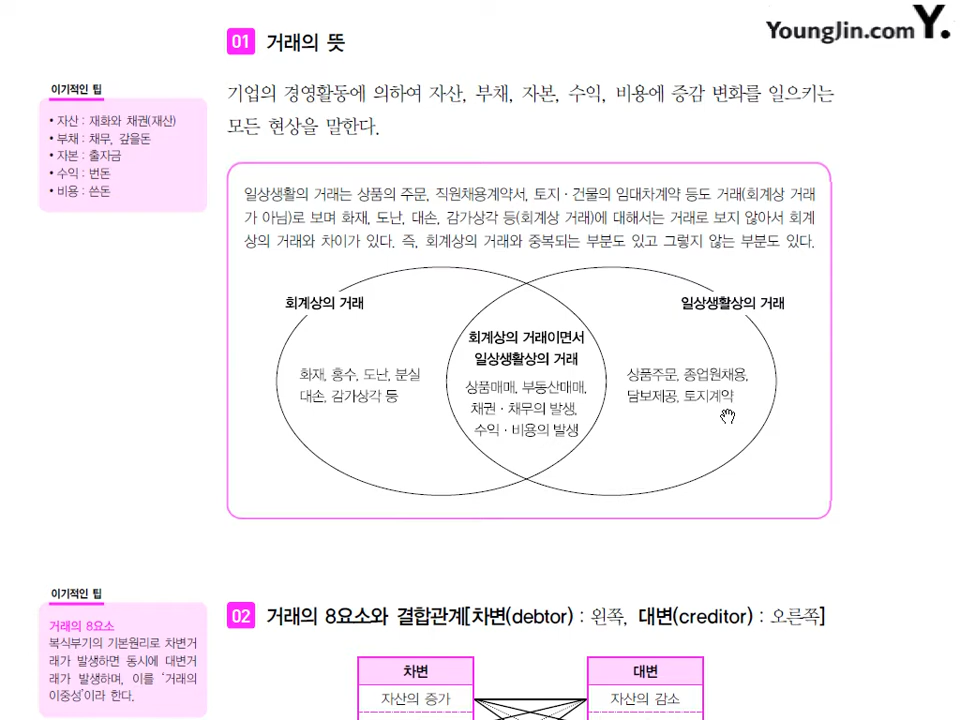 YoungJin.com Y.
01 거래의 뜻
이기적인 팁
• 자산 : 재화와 채권(재산)
• 부채 : 채무, 갚을돈
• 자본 : 출자금
• 수익 : 번돈
• 비용 : 쓴돈
기업의 경영활동에 의하여 자산, 부채, 자본, 수익, 비용에 증감 변화를 일으키는
모든 현상을 말한다.
일상생활의 거래는 상품의 주문, 직원채용계약서, 토지 · 건물의 임대차계약 등도 거래(회계상 거래
가 아님)로 보며 화재, 도난, 대손, 감가상각 등(회계상 거래)에 대해서는 거래로 보지 않아서 회계
상의 거래와 차이가 있다. 즉, 회계상의 거래와 중복되는 부분도 있고 그렇지 않는 부분도 있다.
회계상의 거래
화재, 홍수, 도난, 분실
대손, 감가상각 등
회계상의 거래이면서
일상생활상의 거래
상품매매, 부동산매매,
채권 · 채무의 발생,
수익 · 비용의 발생
일상생활상의 거래
상품주문, 종업원채용,
담보제공, 토지계약
이기적인 팁
거래의 8요소
복식부기의 기본원리로 차변거
래가 발생하면 동시에 대변거
래가 발생하며, 이를 '거래의
이중성'이라 한다.
02 거래의 8요소와 결합관계[차변(debtor) : 왼쪽, 대변(creditor) : 오른쪽]
차변
자산의 증가
대변
자산의 감소